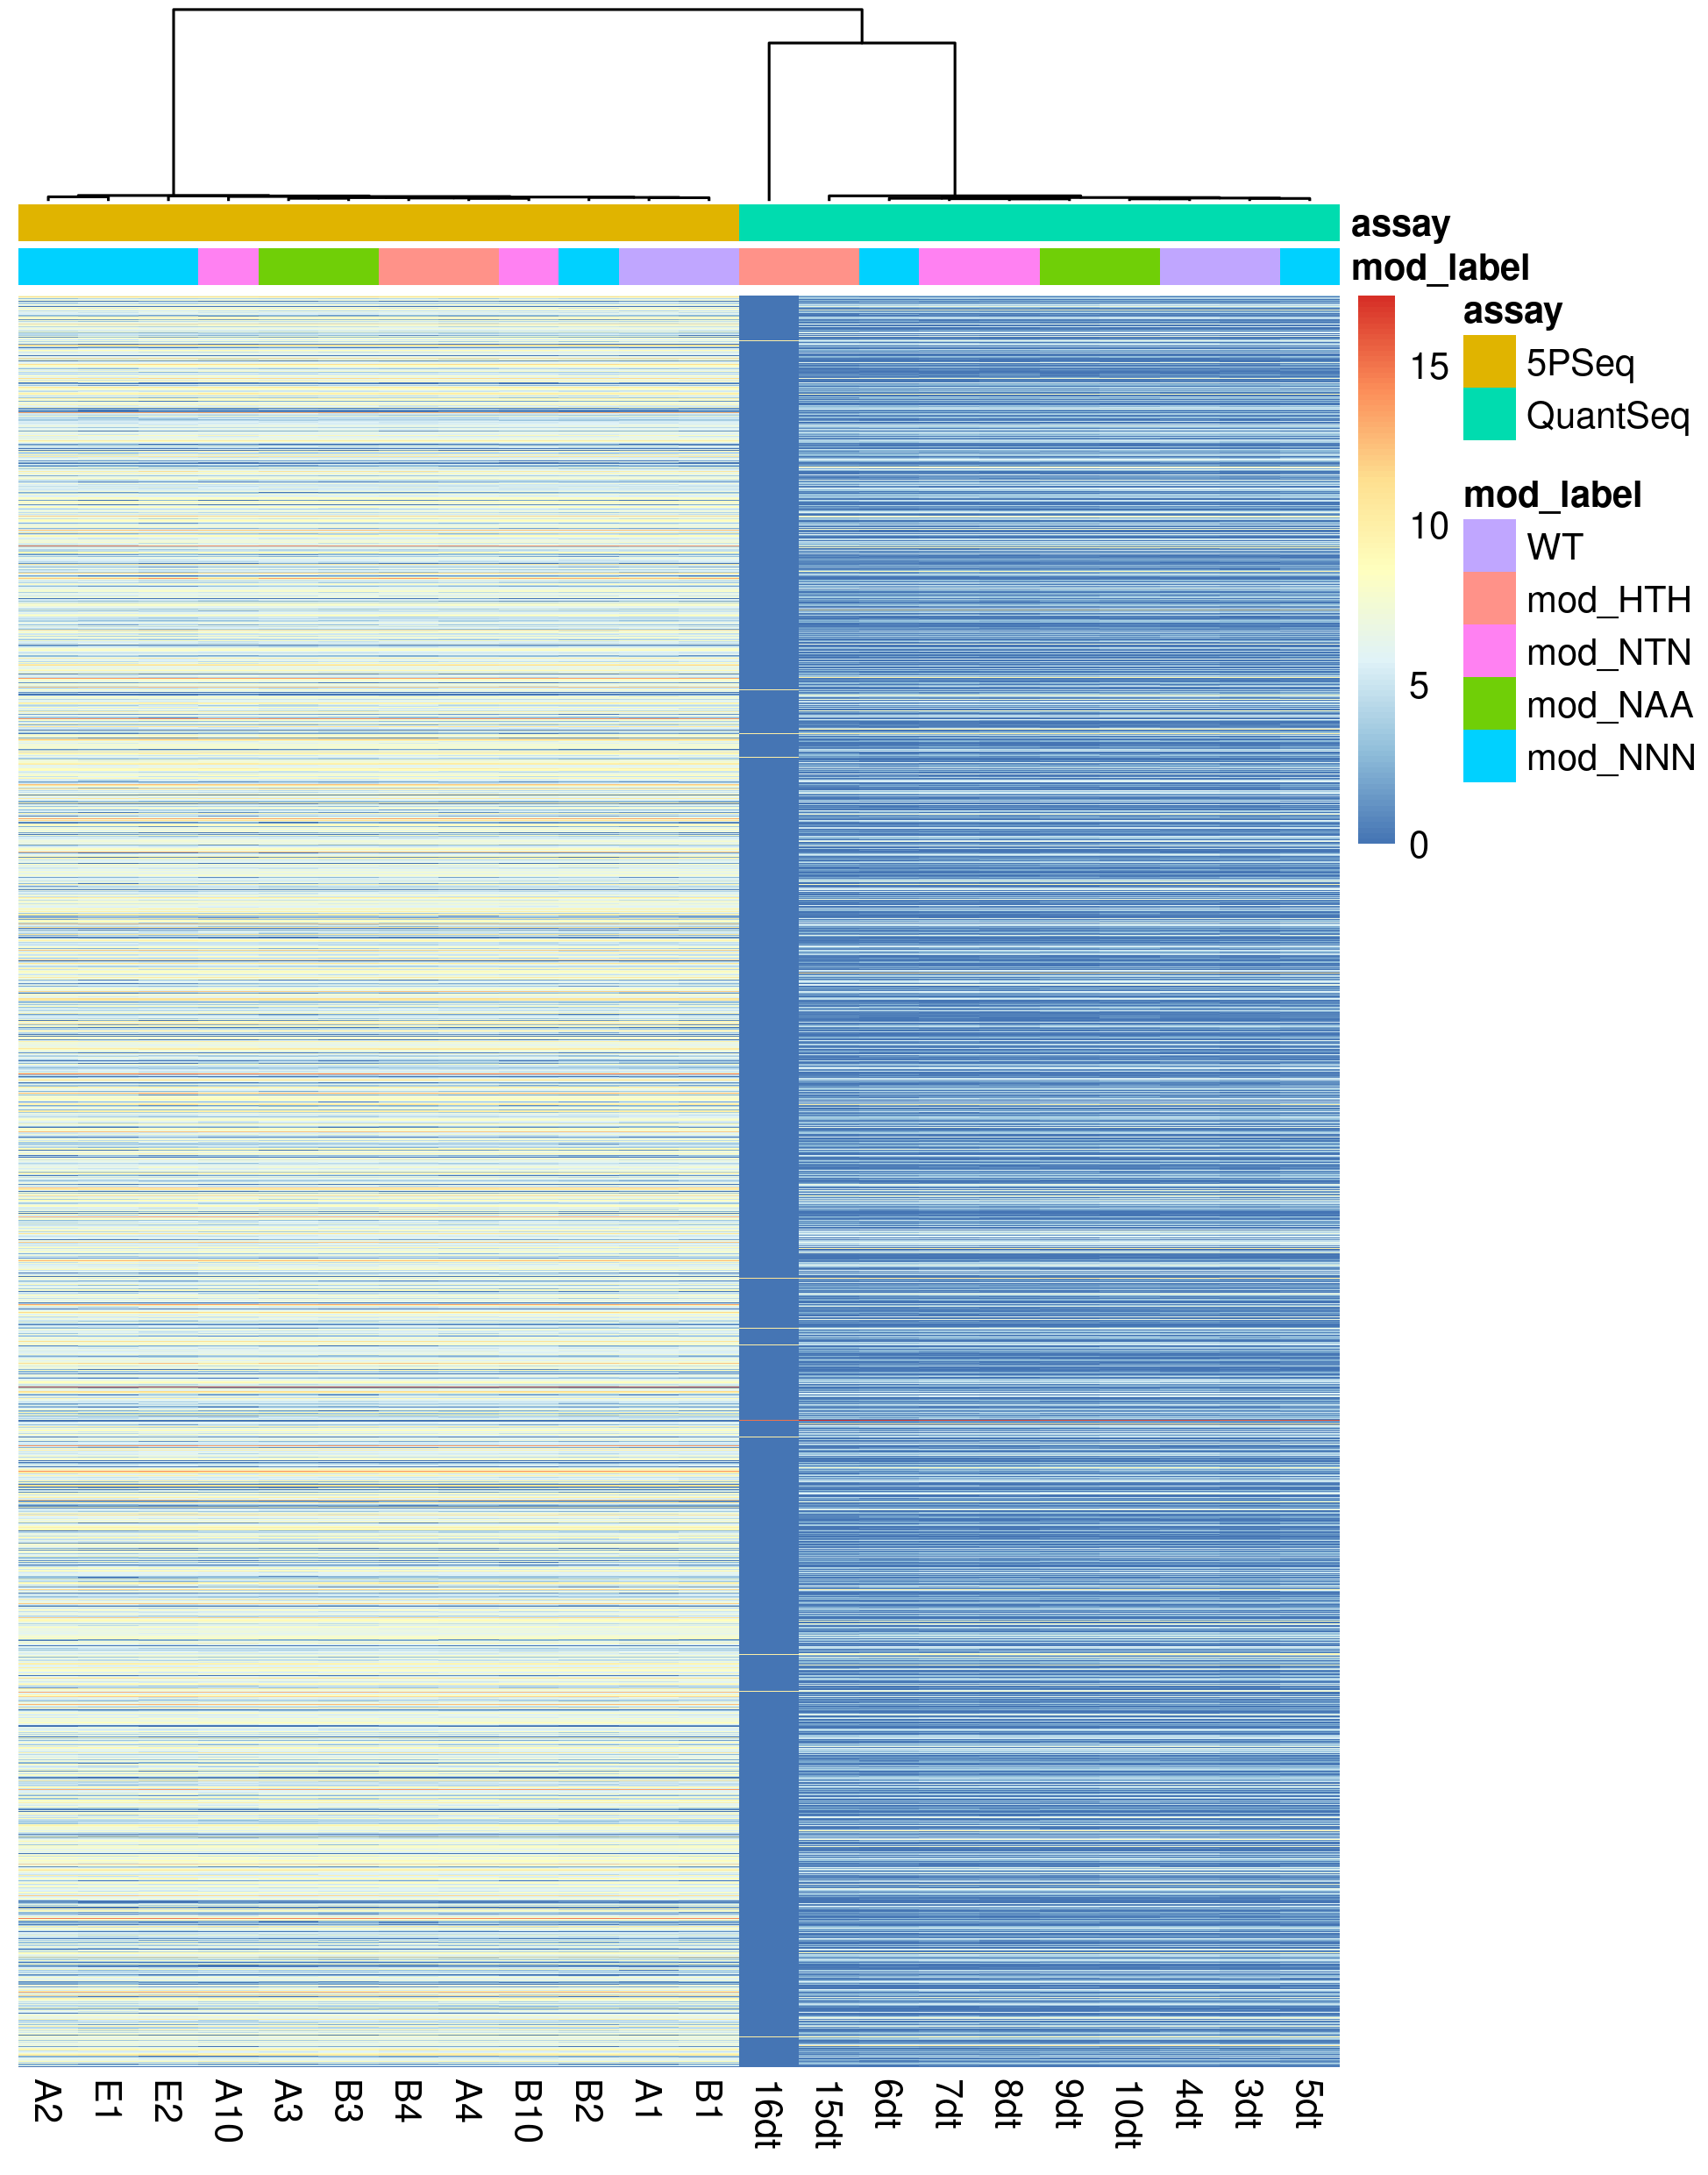 assay
mod_label
15
10
5
0
assay
5PSeq
QuantSeq
mod_label
WT
mod_HTH
mod_NTN
mod_NAA
mod_NNN
A2
E1
E2
A10
A3
B3
B4
A4
B10
B2
A1
B1
16dt
15dt
6dt
7dt
8dt
9dt
10dt
4dt
3dt
5dt